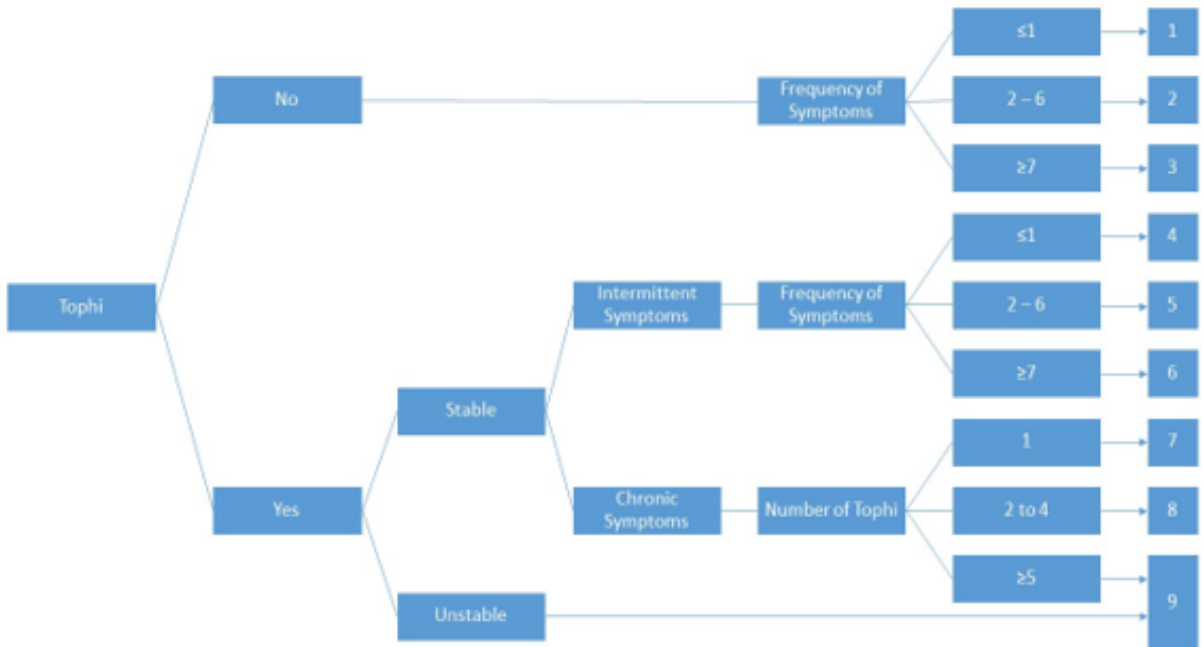 ≤1
1
No
Frequency of
Symptoms
2 – 6
2
≥7
3
≤1
4
Tophi
Intermittent
Symptoms
Frequency of
Symptoms
2 – 6
5
≥7
6
Stable
1
7
Yes
Chronic
Symptoms
Number of Tophi
2 to 4
8
≥5
9
Unstable